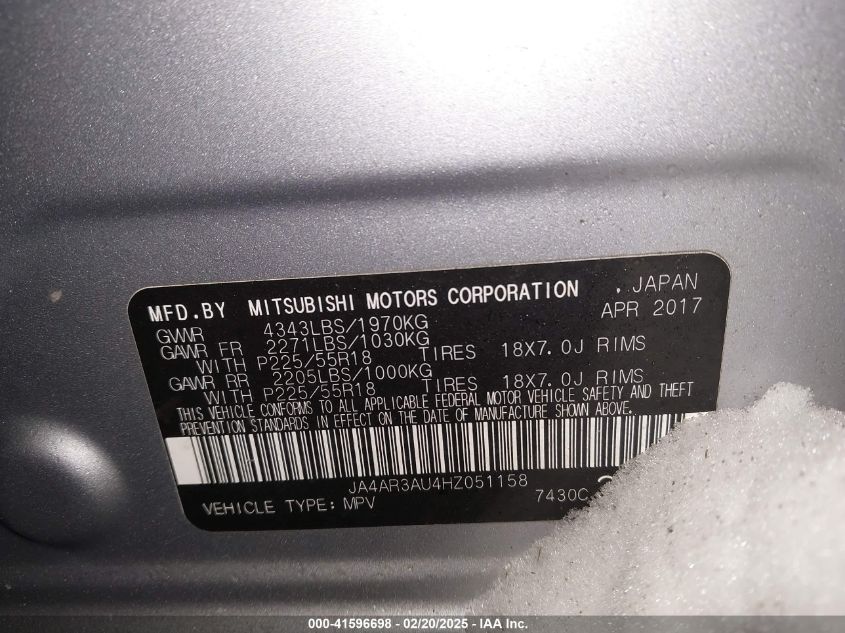 MFD.BY MITSUBISHI MOTORS CORPORATION , JAPAN
APR 2017
GVWR 4343LBS/1970KG
GAWR FR 2271LBS/1030KG
WITH P225/55R18 TIRES 18X7.0J RIMS
GAWR RR 2205LBS/1000KG
WITH P225/55R18 TIRES 18X7.0J RIMS
THIS VEHICLE CONFORMS TO ALL APPLICABLE FEDERAL MOTOR VEHICLE SAFETY AND THEFT
PREVENTION STANDARDS IN EFFECT ON THE DATE OF MANUFACTURE SHOWN ABOVE.
JA4AR3AU4HZ051158
VEHICLE TYPE: MPV 7430C
000-41596698 - 02/20/2025 - IAA Inc.